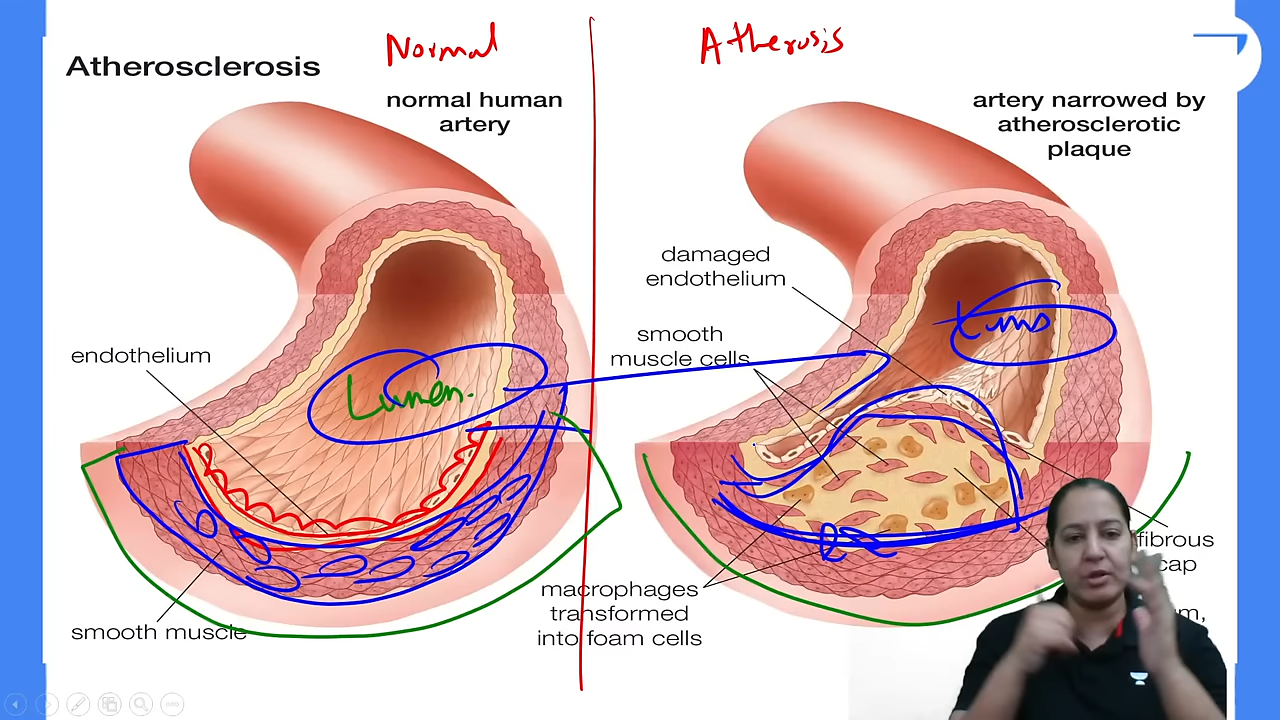 Normal
Atherosis
Atherosclerosis
normal human
artery
artery narrowed by
atherosclerotic
plaque
damaged
endothelium
smooth
muscle cells
endothelium
Lumen.
smooth muscle
macrophages
transformed
into foam cells
fibrous
cap